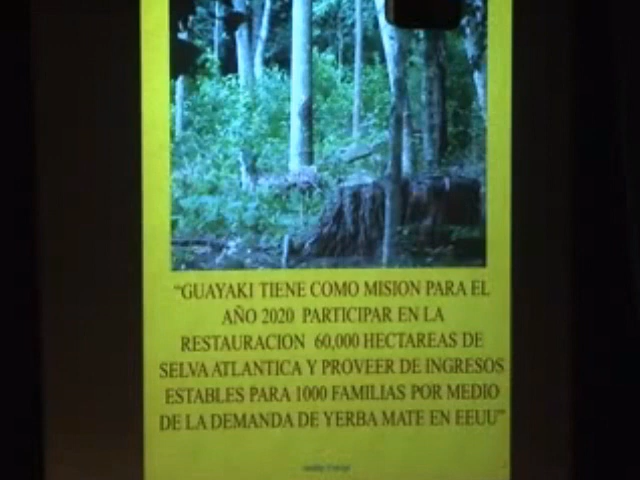 “GUAYAKI TIENE COMO MISION PARA EL
AÑO 2020 PARTICIPAR EN LA
RESTAURACION 60,000 HECTAREAS DE
SELVA ATLANTICA Y PROVEER DE INGRESOS
ESTABLES PARA 1000 FAMILIAS POR MEDIO
DE LA DEMANDA DE YERBA MATE EN EEUU”